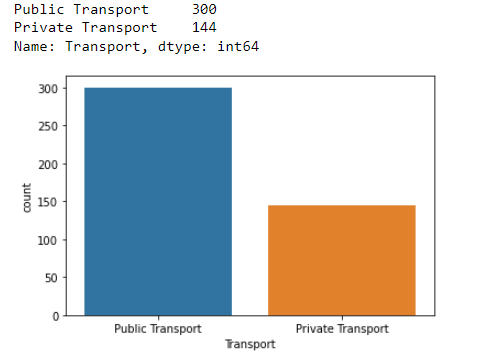 Public Transport 300
Private Transport 144
Name: Transport, dtype: int64
300
250
200
150
100
50
0
count
Public Transport Private Transport
Transport